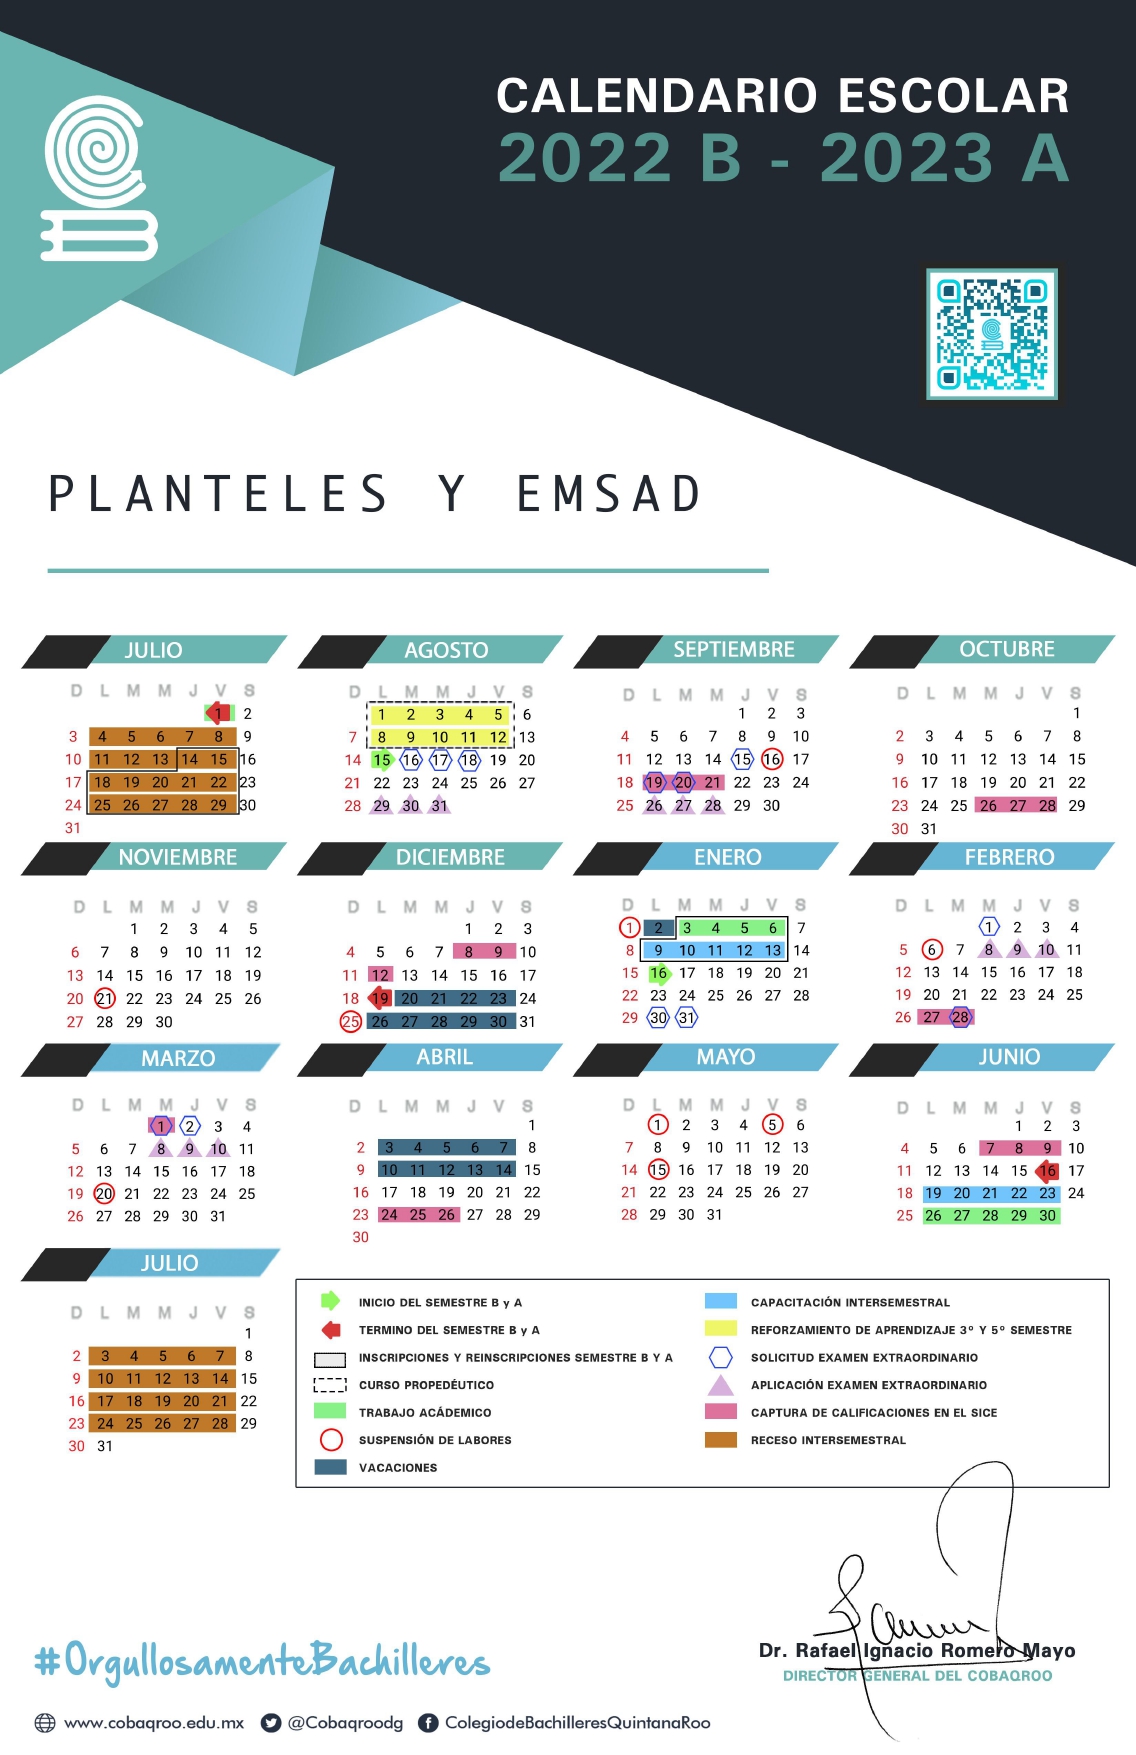 CALENDARIO ESCOLAR
2022 B - 2023 A
PLANTELES Y EMSAD
JULIO
D L M M J V S
1 2
3 4 5 6 7 8 9
10 11 12 13 14 15 16
17 18 19 20 21 22 23
24 25 26 27 28 29 30
31
AGOSTO
D L M M J V S
1 2 3 4 5 6
7 8 9 10 11 12 13
14 15 16 17 18 19 20
21 22 23 24 25 26 27
28 29 30 31
SEPTIEMBRE
D L M M J V S
1 2 3
4 5 6 7 8 9 10
11 12 13 14 15 16 17
18 19 20 21 22 23 24
25 26 27 28 29 30
OCTUBRE
D L M M J V S
1
2 3 4 5 6 7 8
9 10 11 12 13 14 15
16 17 18 19 20 21 22
23 24 25 26 27 28 29
30 31
NOVIEMBRE
D L M M J V S
1 2 3 4 5
6 7 8 9 10 11 12
13 14 15 16 17 18 19
20 21 22 23 24 25 26
27 28 29 30
DICIEMBRE
D L M M J V S
1 2 3
4 5 6 7 8 9 10
11 12 13 14 15 16 17
18 19 20 21 22 23 24
25 26 27 28 29 30 31
ENERO
D L M M J V S
1 2 3 4 5 6 7
8 9 10 11 12 13 14
15 16 17 18 19 20 21
22 23 24 25 26 27 28
29 30 31
FEBRERO
D L M M J V S
1 2 3 4
5 6 7 8 9 10 11
12 13 14 15 16 17 18
19 20 21 22 23 24 25
26 27 28
MARZO
D L M M J V S
1 2 3 4
5 6 7 8 9 10 11
12 13 14 15 16 17 18
19 20 21 22 23 24 25
26 27 28 29 30 31
ABRIL
D L M M J V S
1
2 3 4 5 6 7 8
9 10 11 12 13 14 15
16 17 18 19 20 21 22
23 24 25 26 27 28 29
30
MAYO
D L M M J V S
1 2 3 4 5 6
7 8 9 10 11 12 13
14 15 16 17 18 19 20
21 22 23 24 25 26 27
28 29 30 31
JUNIO
D L M M J V S
1 2 3
4 5 6 7 8 9 10
11 12 13 14 15 16 17
18 19 20 21 22 23 24
25 26 27 28 29 30
JULIO
D L M M J V S
1
2 3 4 5 6 7 8
9 10 11 12 13 14 15
16 17 18 19 20 21 22
23 24 25 26 27 28 29
30 31
INICIO DEL SEMESTRE B y A
TERMINO DEL SEMESTRE B y A
INSCRIPCIONES Y REINSCRIPCIONES SEMESTRE B Y A
CURSO PROPEDÉUTICO
TRABAJO ACÁDEMICO
SUSPENSIÓN DE LABORES
VACACIONES
CAPACITACIÓN INTERSEMESTRAL
REFORZAMIENTO DE APRENDIZAJE 3º Y 5º SEMESTRE
SOLICITUD EXAMEN EXTRAORDINARIO
APLICACIÓN EXAMEN EXTRAORDINARIO
CAPTURA DE CALIFICACIONES EN EL SICE
RECESO INTERSEMESTRAL
Dr. Rafael Ignacio Romero Mayo
DIRECTOR GENERAL DEL COBAQROO
#OrgullosamenteBachilleres
www.cobaqroo.edu.mx @Cobaqroodg ColegiodeBachilleresQuintanaRoo